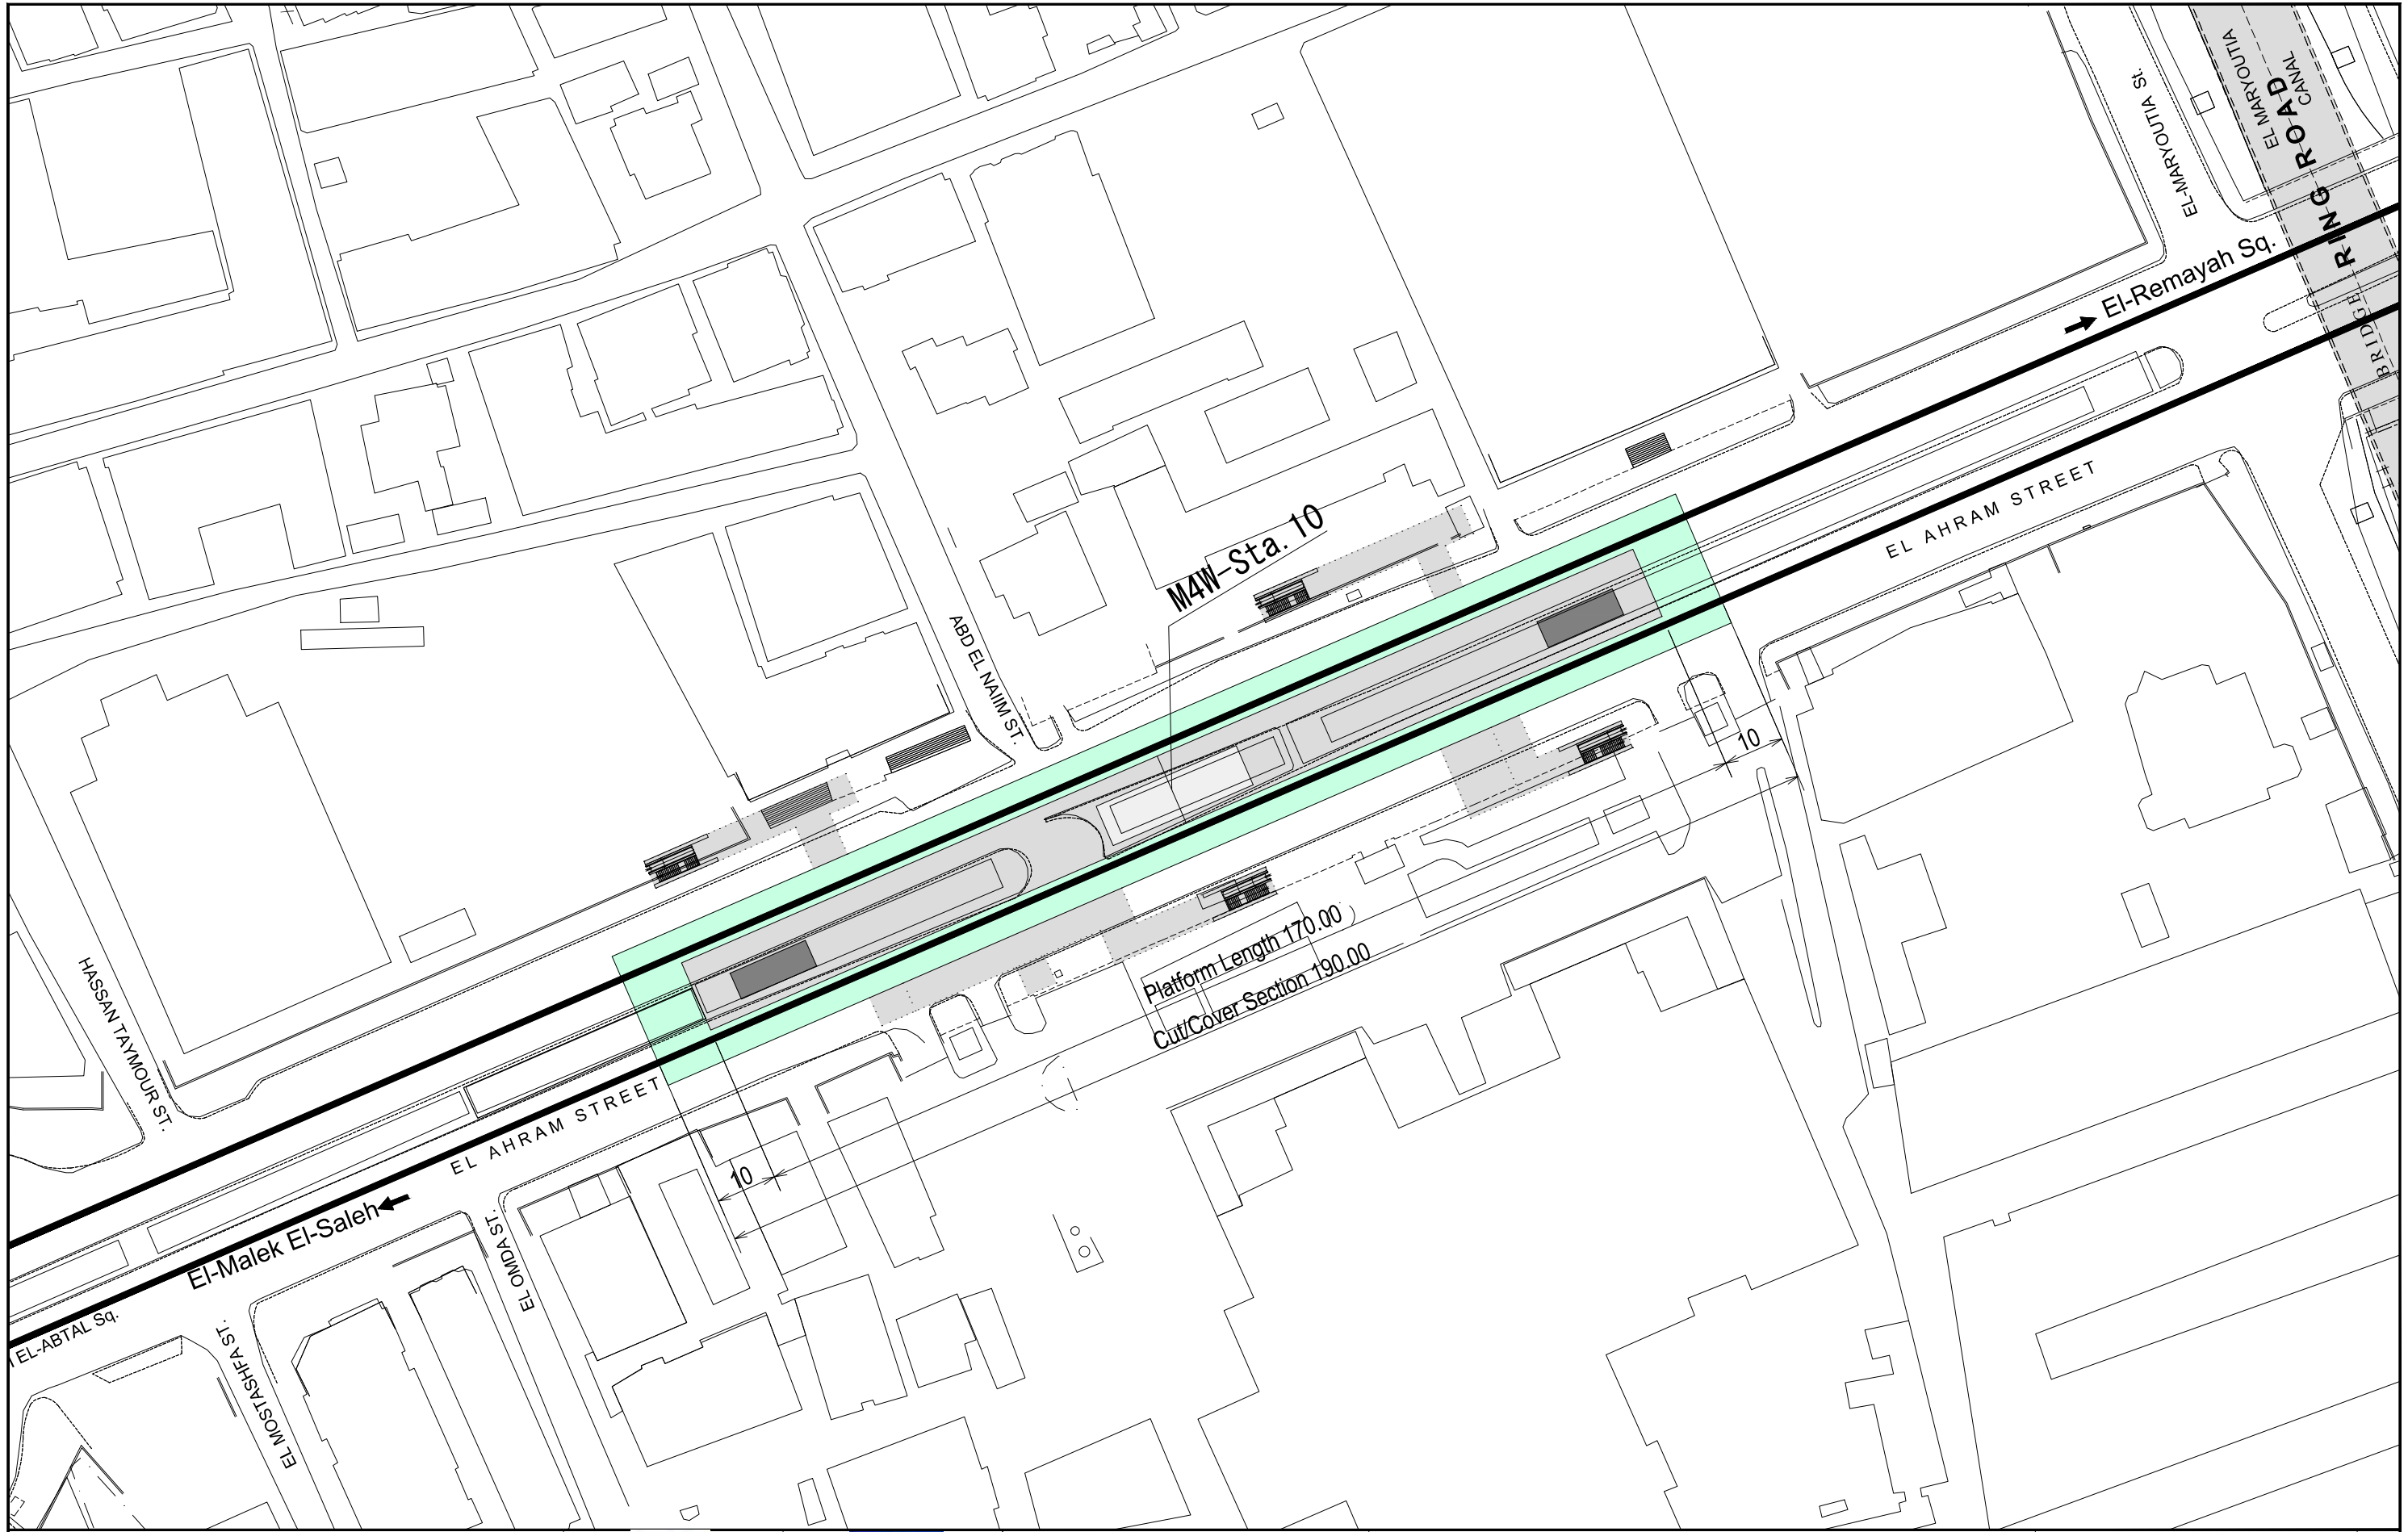 EL MARYOUTIA
CANAL
RING ROAD
EL-MARYOUTIA St.
El-Remayah Sq.
BRIDGE
EL AHRAM STREET
M4W-Sta. 10
ABD EL NAIIM ST.
10
Platform Length 170.00
Cut/Cover Section 190.00
HASSAN TAYMOUR ST.
EL AHRAM STREET
10
El-Malek El-Saleh
EL OMDA ST.
EL-ABTAL Sq.
EL MOSTASHFA ST.